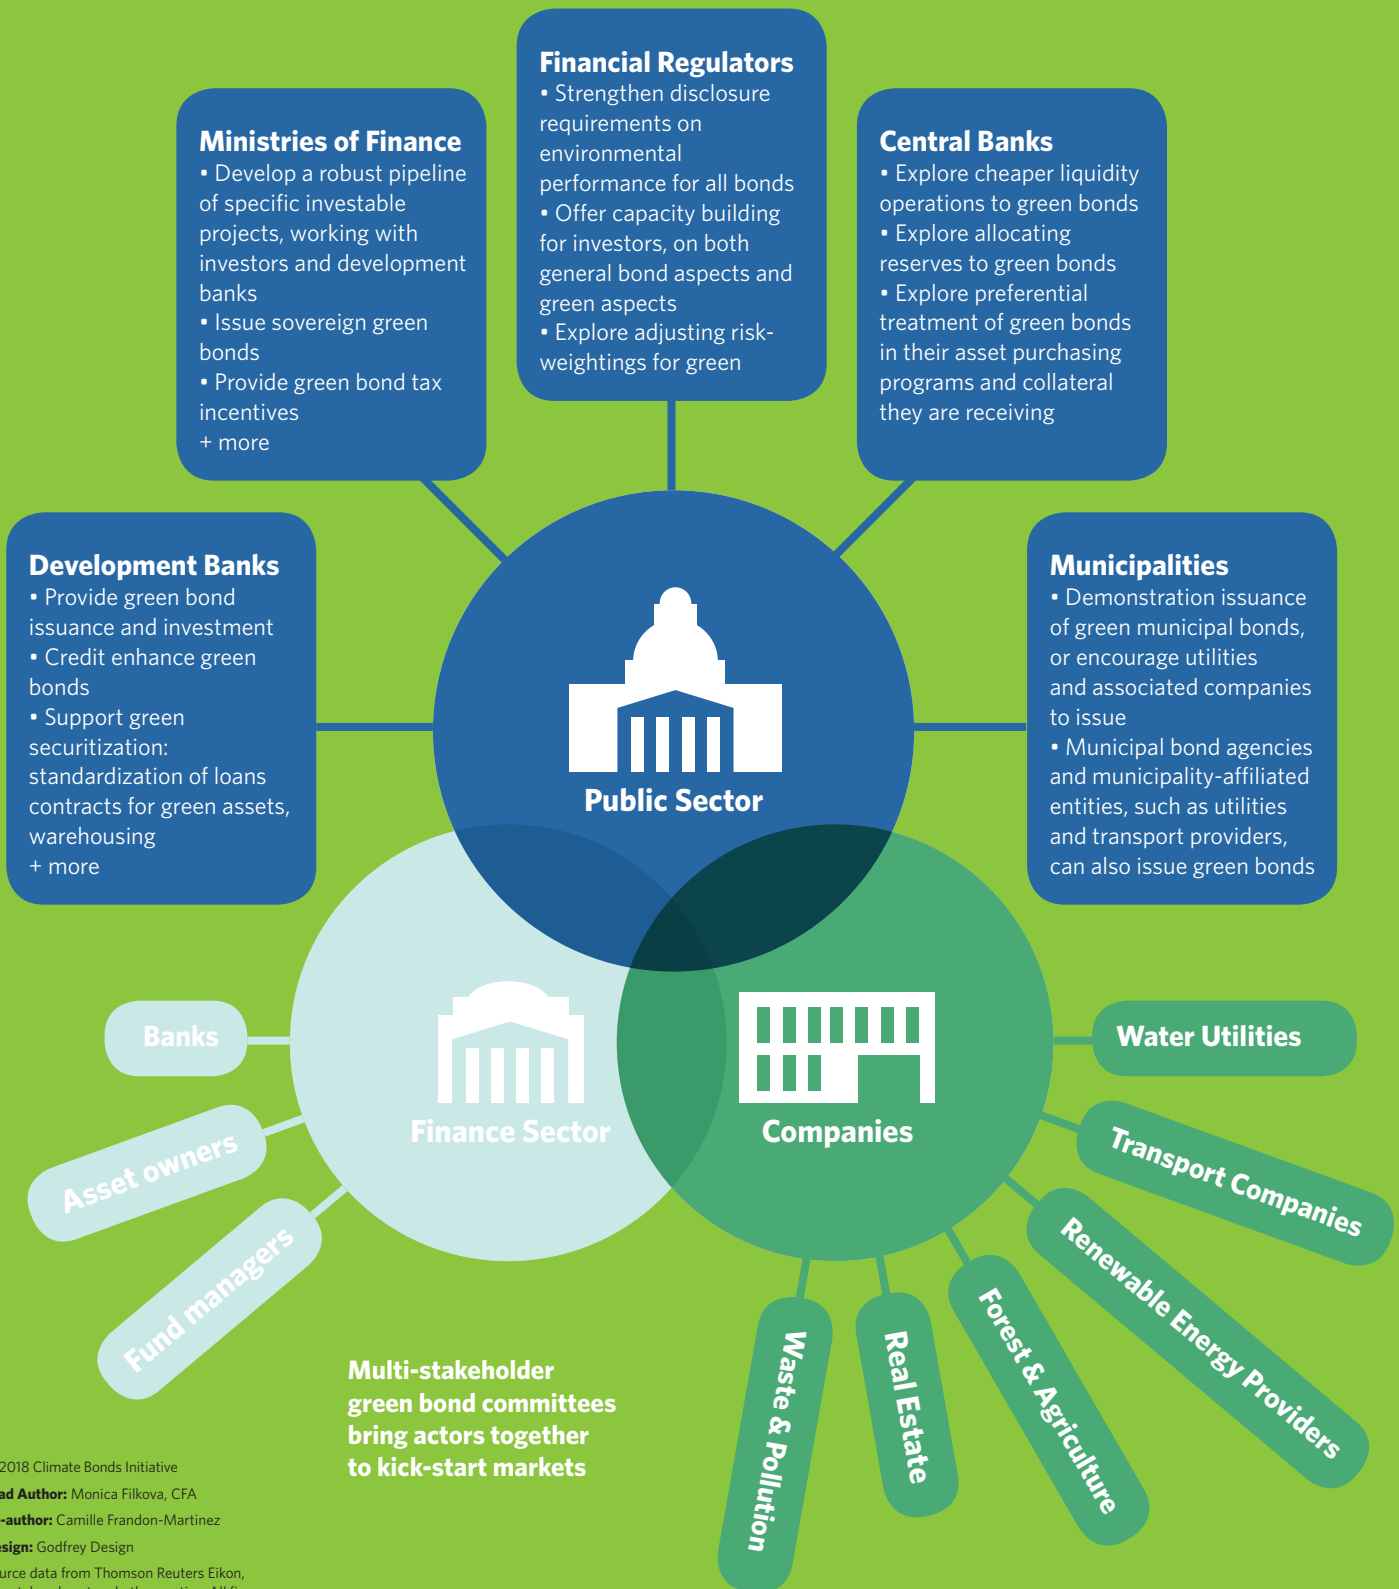 Financial Regulators
• Strengthen disclosure
requirements on
environmental
performance for all bonds
• Offer capacity building
for investors, on both
general bond aspects and
green aspects
• Explore adjusting risk-
weightings for green
Ministries of Finance
• Develop a robust pipeline
of specific investable
projects, working with
investors and development
banks
• Issue sovereign green
bonds
• Provide green bond tax
incentives
+ more
Central Banks
• Explore cheaper liquidity
operations to green bonds
• Explore allocating
reserves to green bonds
• Explore preferential
treatment of green bonds
in their asset purchasing
programs and collateral
they are receiving
Development Banks
• Provide green bond
issuance and investment
• Credit enhance green
bonds
• Support green
securitization:
standardization of loans
contracts for green assets,
warehousing
+ more
Municipalities
• Demonstration issuance
of green municipal bonds,
or encourage utilities
and associated companies
to issue
• Municipal bond agencies
and municipality-affiliated
entities, such as utilities
and transport providers,
can also issue green bonds
Public Sector
Finance Sector
Companies
Banks
Asset owners
Fund managers
Water Utilities
Transport Companies
Renewable Energy Providers
Forest & Agriculture
Real Estate
Waste & Pollution
Multi-stakeholder
green bond committees
bring actors together
to kick-start markets
2018 Climate Bonds Initiative
Author: Monica Filkova, CFA
-author: Camille Frandon-Martinez
Godfrey Design
data from Thomson Reuters Eikon,